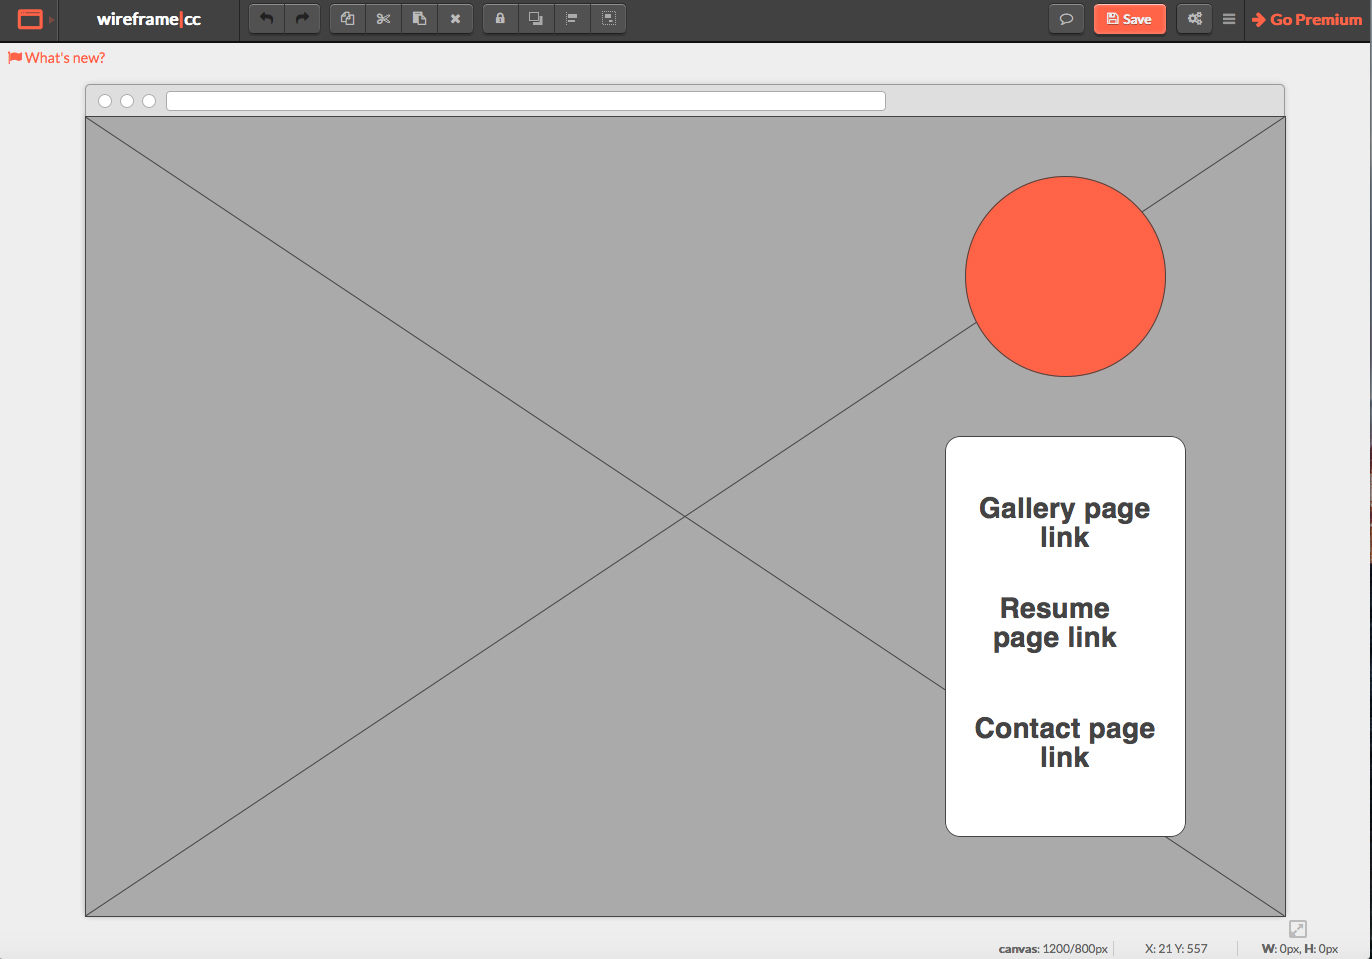 wireframe|cc
Save
Go Premium
What's new?
Gallery page
link
Resume
page link
Contact page
link
canvas: 1200/800px
X: 21 Y: 557
W: 0px, H: 0px